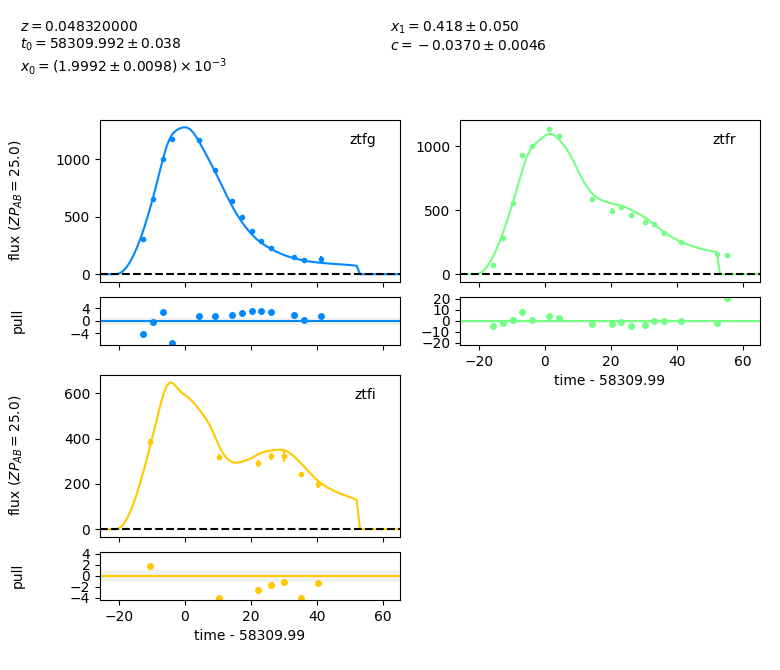 z = 0.048320000
t₀ = 58309.992 ± 0.038
x₀ = (1.9992 ± 0.0098) × 10⁻³
x₁ = 0.418 ± 0.050
c = −0.0370 ± 0.0046
flux (ZP_AB = 25.0)
1000
500
0
ztfg
1000
500
0
ztfr
pull
4
0
−4
20
10
0
−10
−20
−20 0 20 40 60
time - 58309.99
flux (ZP_AB = 25.0)
600
400
200
0
ztfi
pull
4
2
0
−2
−4
−20 0 20 40 60
time - 58309.99